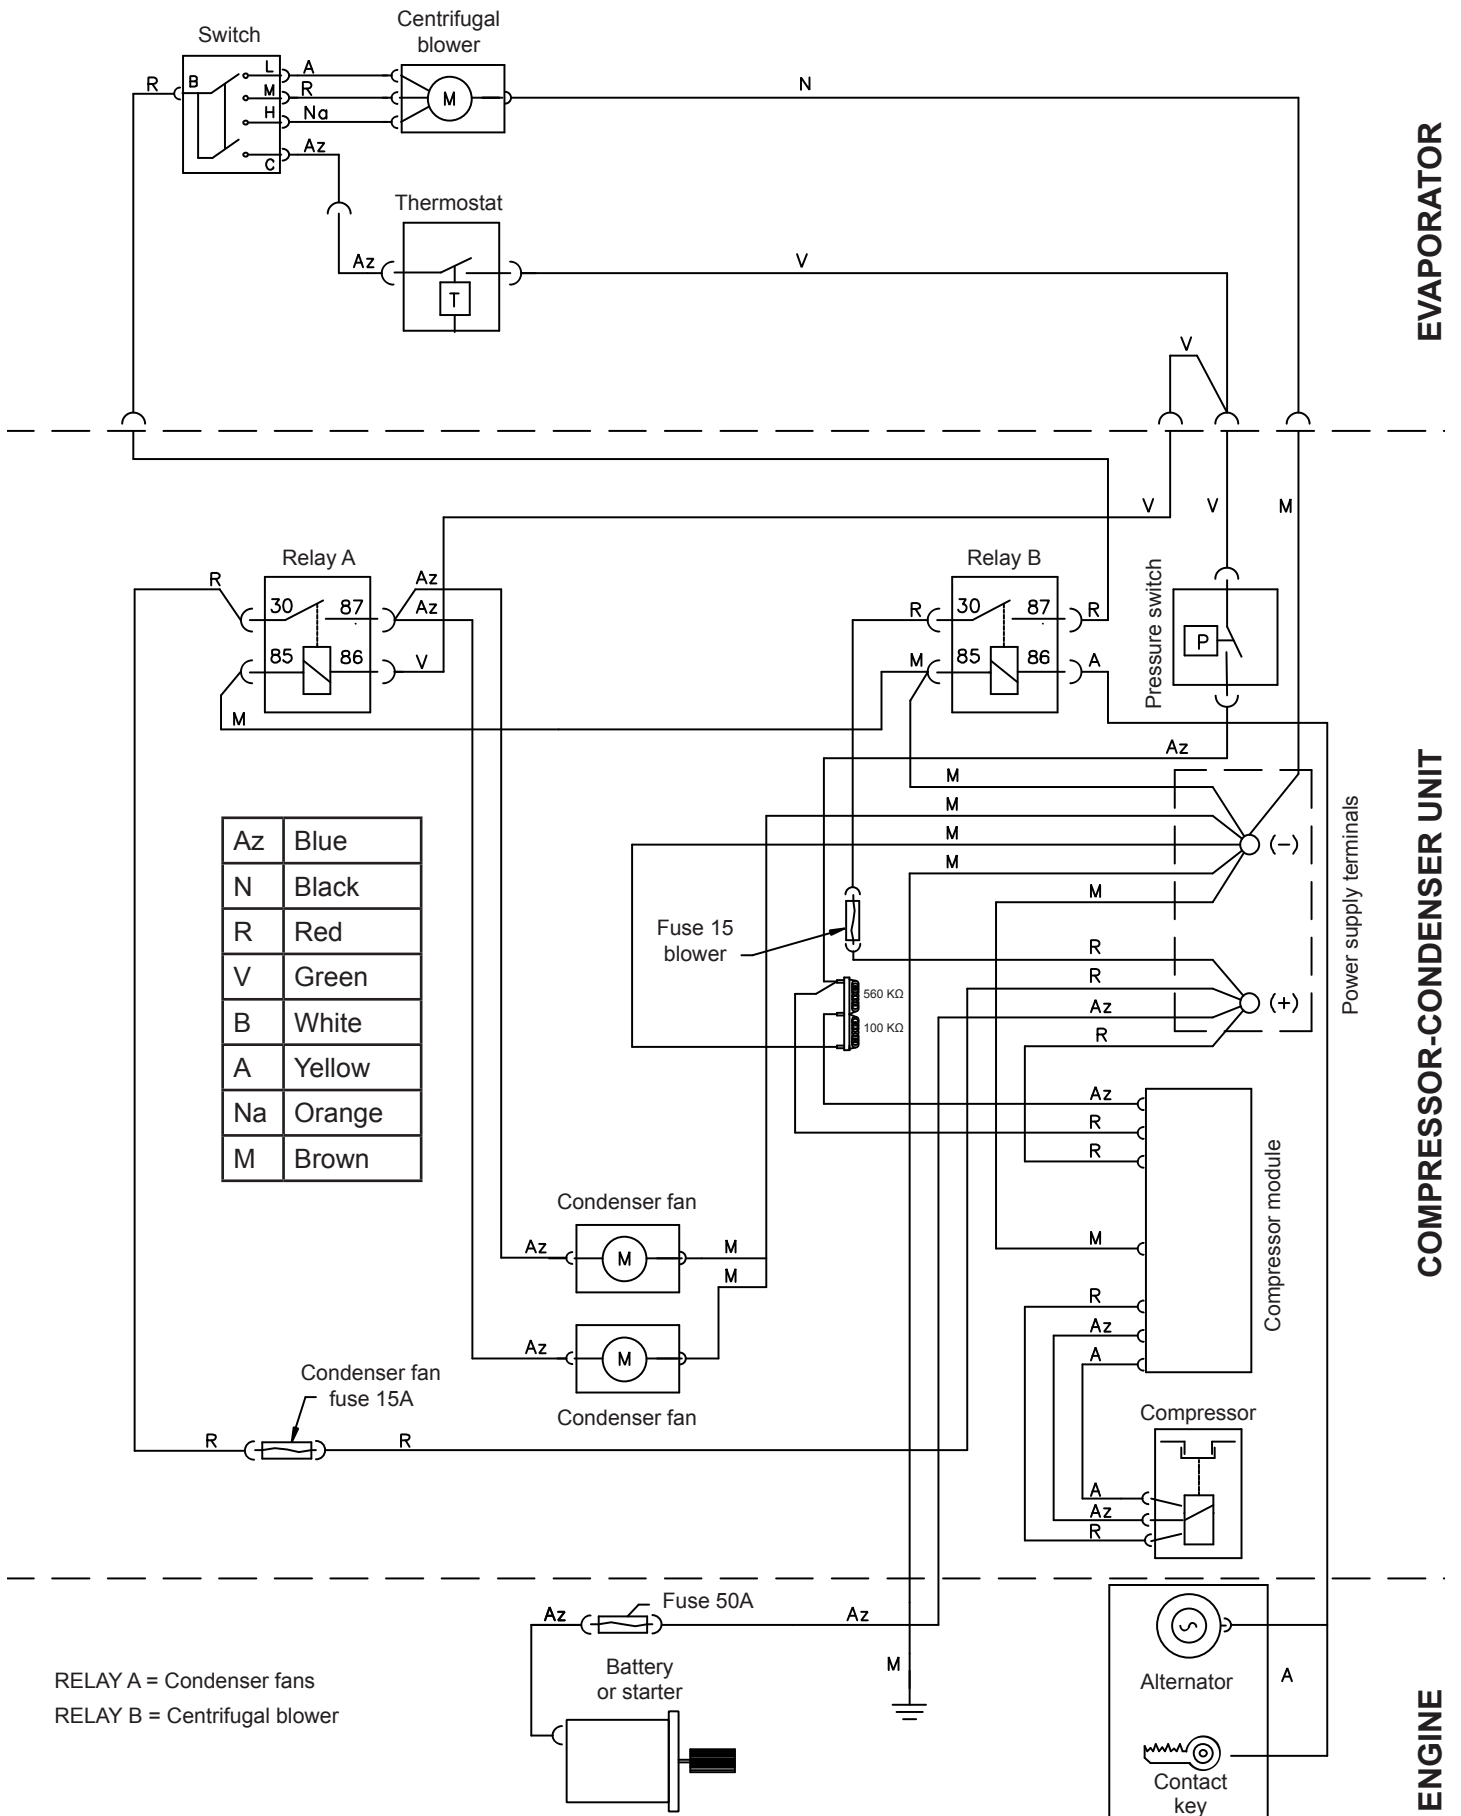 Centrifugal
blower
Switch
R
B
L
M
H
C
A
R
Na
Az
M
N
EVAPORATOR
Thermostat
Az
T
V
V
V
V
M
Relay A
R
30
87
85
86
Az
Az
V
M
Relay B
R
30
87
R
M
85
86
A
Pressure switch
P
Az
M
M
M
M
M
(-)
Power supply terminals
COMPRESSOR-CONDENSER UNIT
Az Blue
N Black
R Red
V Green
B White
A Yellow
Na Orange
M Brown
Fuse 15
blower
560 KΩ
100 KΩ
R
R
Az
R
(+)
Az
R
R
M
R
Az
A
Compressor module
Condenser fan
Az
M
M
M
Az
M
Condenser fan
Condenser fan
fuse 15A
R
R
Compressor
A
Az
R
Fuse 50A
Az
Az
Battery
or starter
M
Alternator
A
Contact
key
ENGINE
RELAY A = Condenser fans
RELAY B = Centrifugal blower